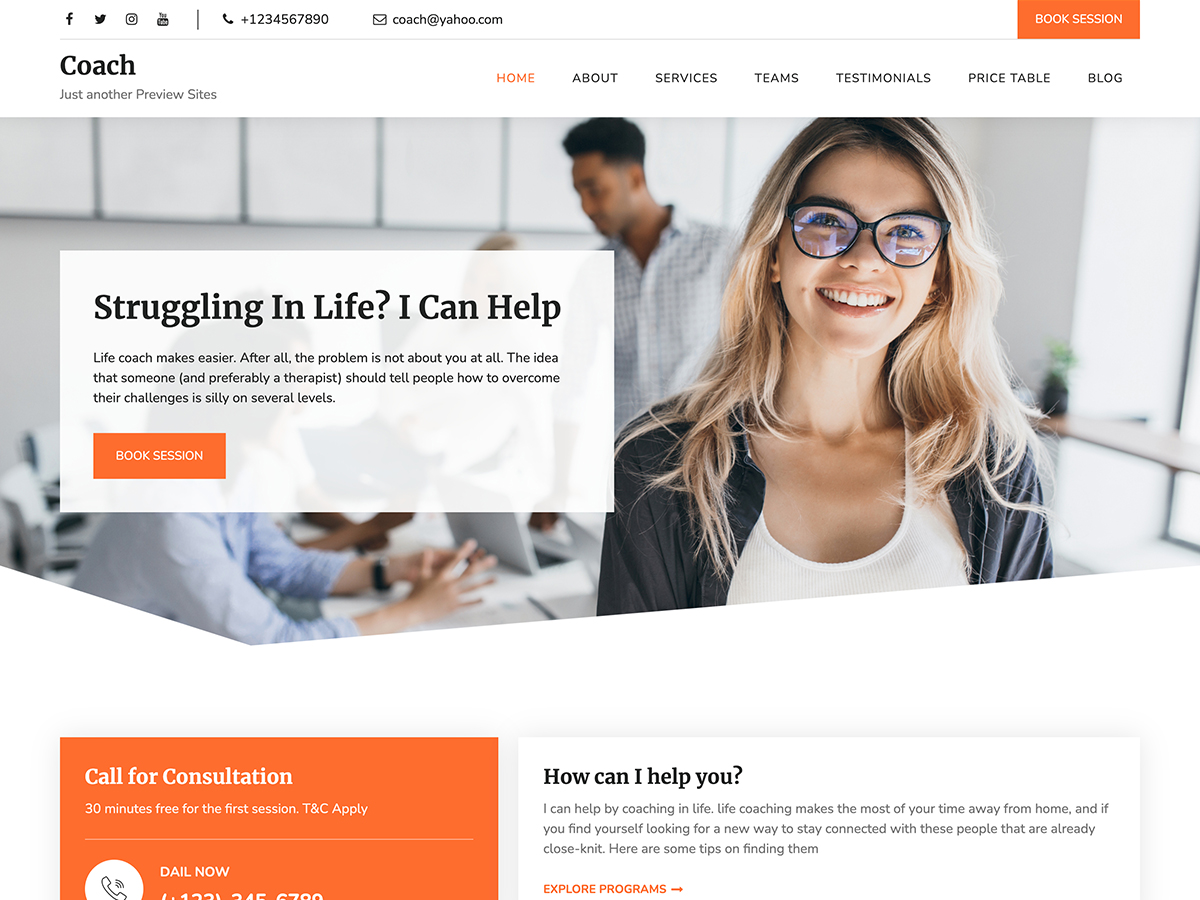 +1234567890
coach@yahoo.com
BOOK SESSION
Coach
Just another Preview Sites
HOME
ABOUT
SERVICES
TEAMS
TESTIMONIALS
PRICE TABLE
BLOG
Struggling In Life? I Can Help
Life coach makes easier. After all, the problem is not about you at all. The idea
that someone (and preferably a therapist) should tell people how to overcome
their challenges is silly on several levels.
BOOK SESSION
Call for Consultation
30 minutes free for the first session. T&C Apply
DAIL NOW
(+123)-345-6789
How can I help you?
I can help by coaching in life. life coaching makes the most of your time away from home, and if
you find yourself looking for a new way to stay connected with these people that are already
close-knit. Here are some tips on finding them
EXPLORE PROGRAMS